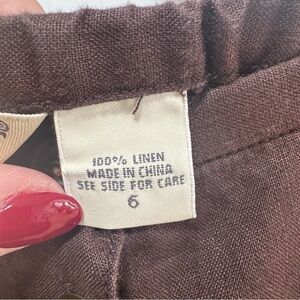 100% LINEN
MADE IN CHINA
SEE SIDE FOR CARE
6